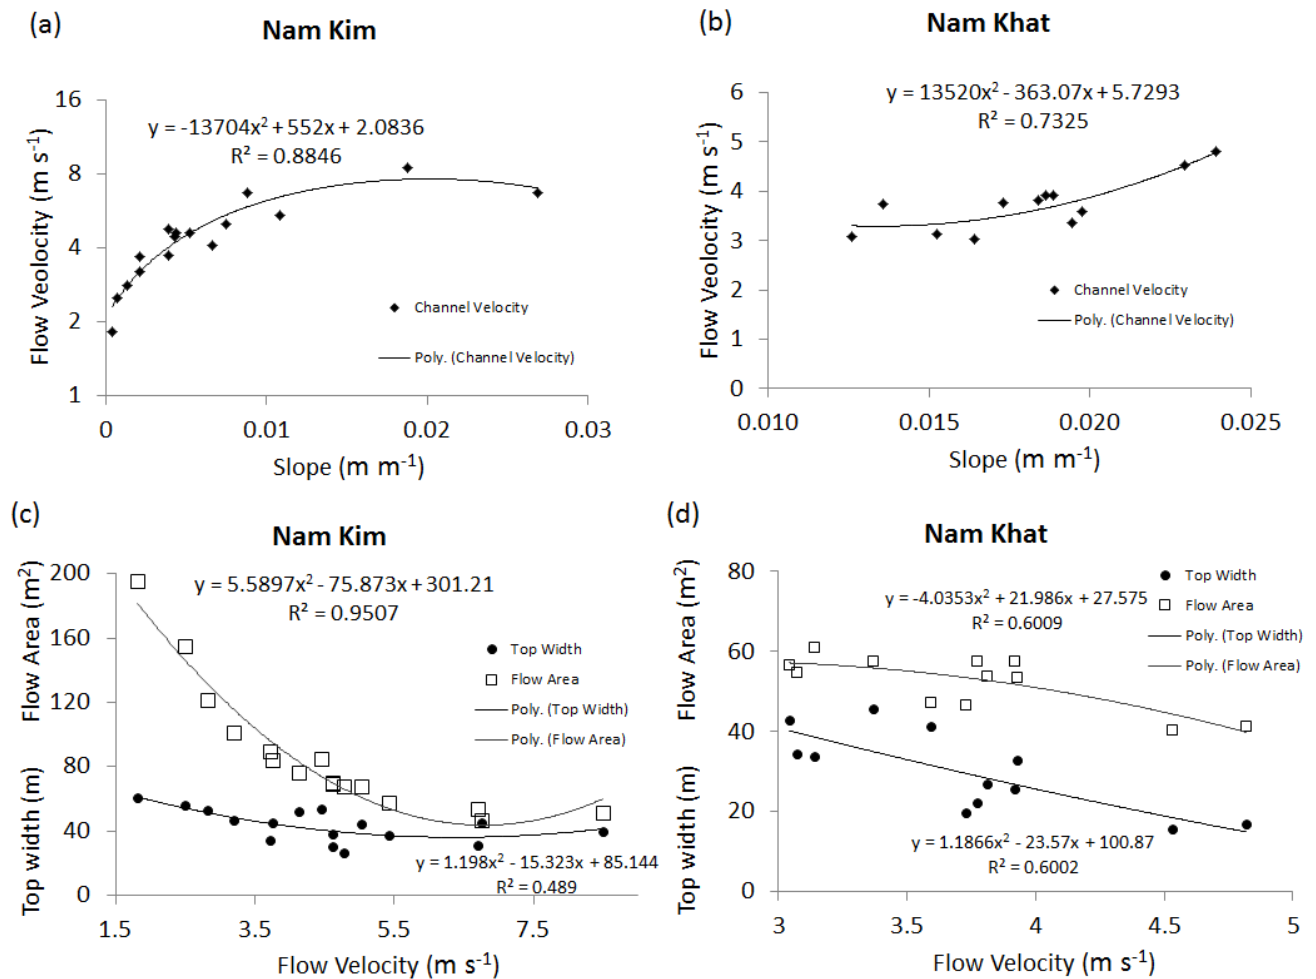 (a)
Nam Kim
16
8
4
2
1
Flow Veolocity (m s⁻¹)
y = -13704x² + 552x + 2.0836
R² = 0.8846
Channel Velocity
Poly. (Channel Velocity)
0
0.01
0.02
0.03
Slope (m m⁻¹)
(b)
Nam Khat
6
5
4
3
2
1
0
Flow Veolocity (m s⁻¹)
y = 13520x² - 363.07x + 5.7293
R² = 0.7325
Channel Velocity
Poly. (Channel Velocity)
0.010
0.015
0.020
0.025
Slope (m m⁻¹)
(c)
Nam Kim
200
160
120
80
40
0
Flow Area (m²)
Top width (m)
y = 5.5897x² - 75.873x + 301.21
R² = 0.9507
Top Width
Flow Area
Poly. (Top Width)
Poly. (Flow Area)
y = 1.198x² - 15.323x + 85.144
R² = 0.489
1.5
3.5
5.5
7.5
Flow Velocity (m s⁻¹)
(d)
Nam Khat
80
60
40
20
0
Flow Area (m²)
Top width (m)
Top Width
Flow Area
Poly. (Top Width)
Poly. (Flow Area)
y = -4.0353x² + 21.986x + 27.575
R² = 0.6009
y = 1.1866x² - 23.57x + 100.87
R² = 0.6002
3
3.5
4
4.5
5
Flow Velocity (m s⁻¹)